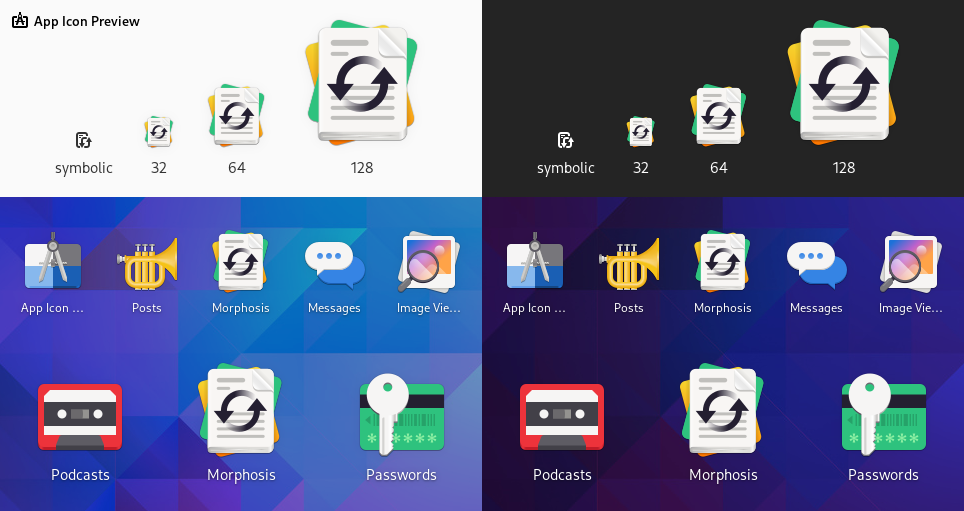 App Icon Preview
symbolic 32 64 128
symbolic 32 64 128
App Icon ... Posts Morphosis Messages Image Vie...
App Icon ... Posts Morphosis Messages Image Vie...
Podcasts Morphosis Passwords
Podcasts Morphosis Passwords